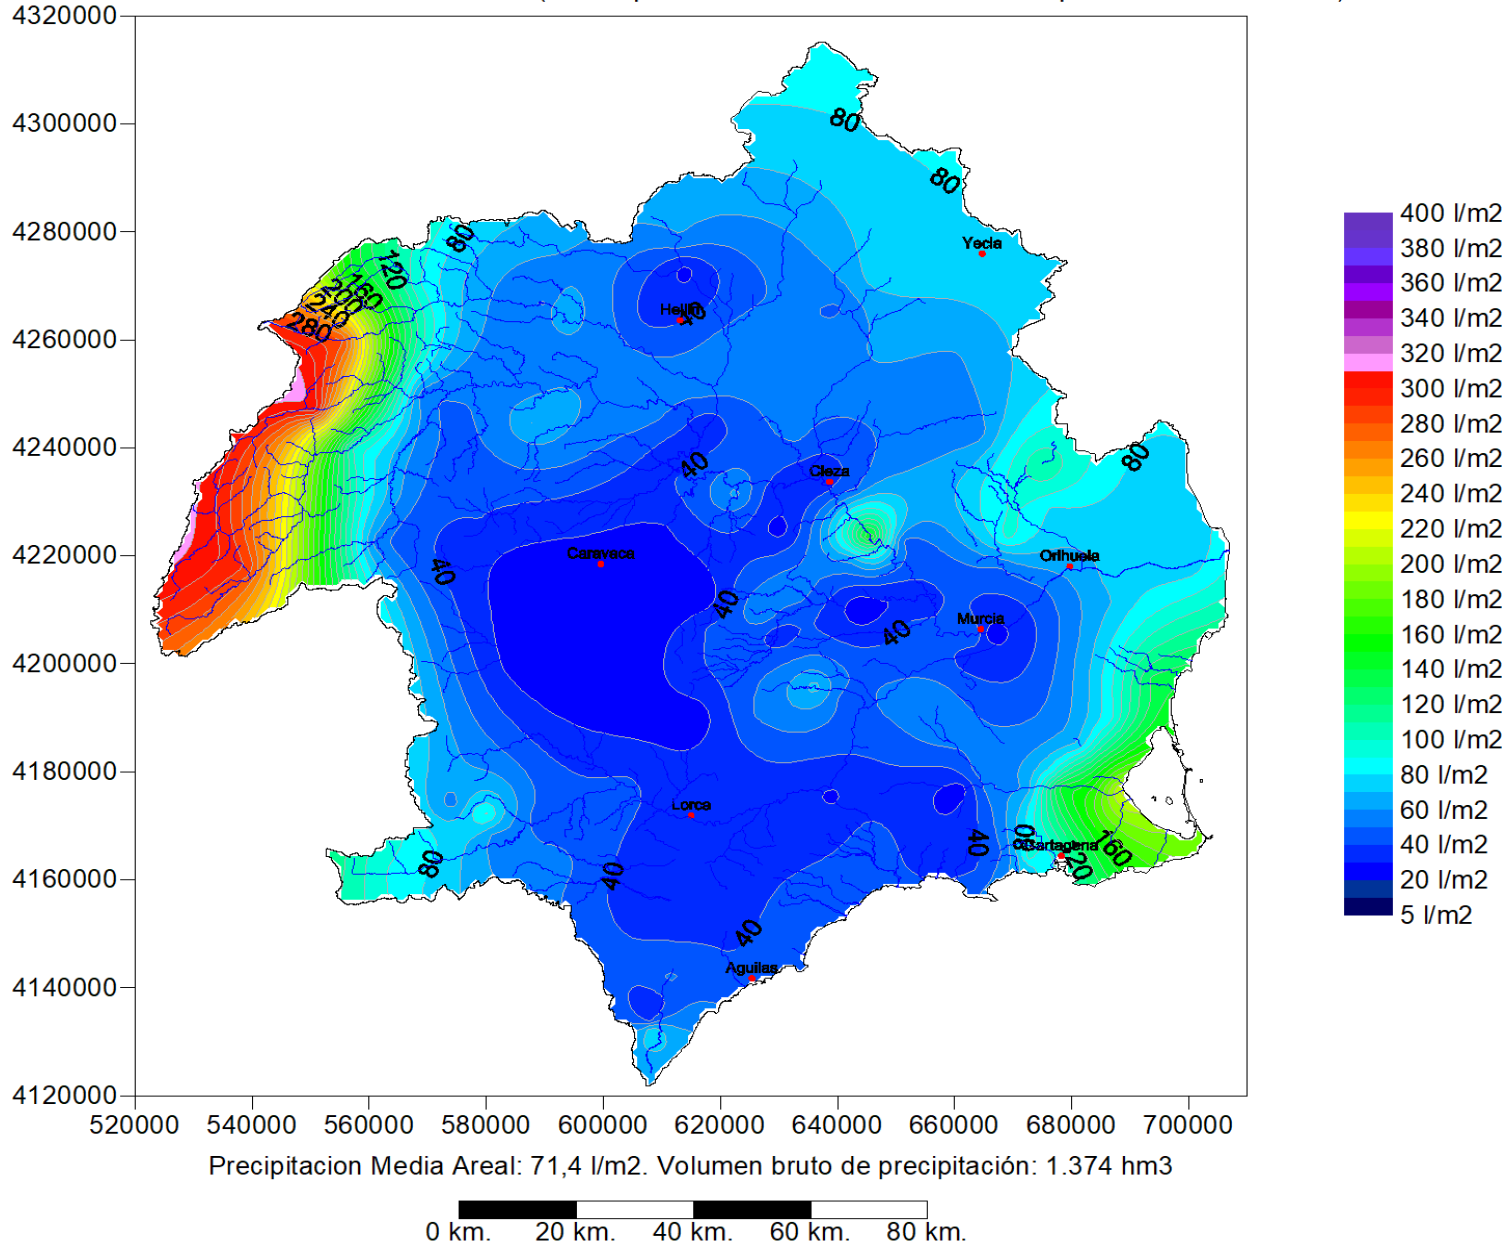 4320000
4300000
4280000
4260000
4240000
4220000
4200000
4180000
4160000
4140000
4120000
520000 540000 560000 580000 600000 620000 640000 660000 680000 700000
80
80
Yecla
80
120
160
200
240
280
Hellin
40
40
Cieza
80
Caravaca
40
Orihuela
40
Murcia
40
Lorca
80
40
40
80
Cartagena
120
160
40
Aguilas
400 l/m2
380 l/m2
360 l/m2
340 l/m2
320 l/m2
300 l/m2
280 l/m2
260 l/m2
240 l/m2
220 l/m2
200 l/m2
180 l/m2
160 l/m2
140 l/m2
120 l/m2
100 l/m2
80 l/m2
60 l/m2
40 l/m2
20 l/m2
5 l/m2
Precipitacion Media Areal: 71,4 l/m2. Volumen bruto de precipitación: 1.374 hm3
0 km. 20 km. 40 km. 60 km. 80 km.